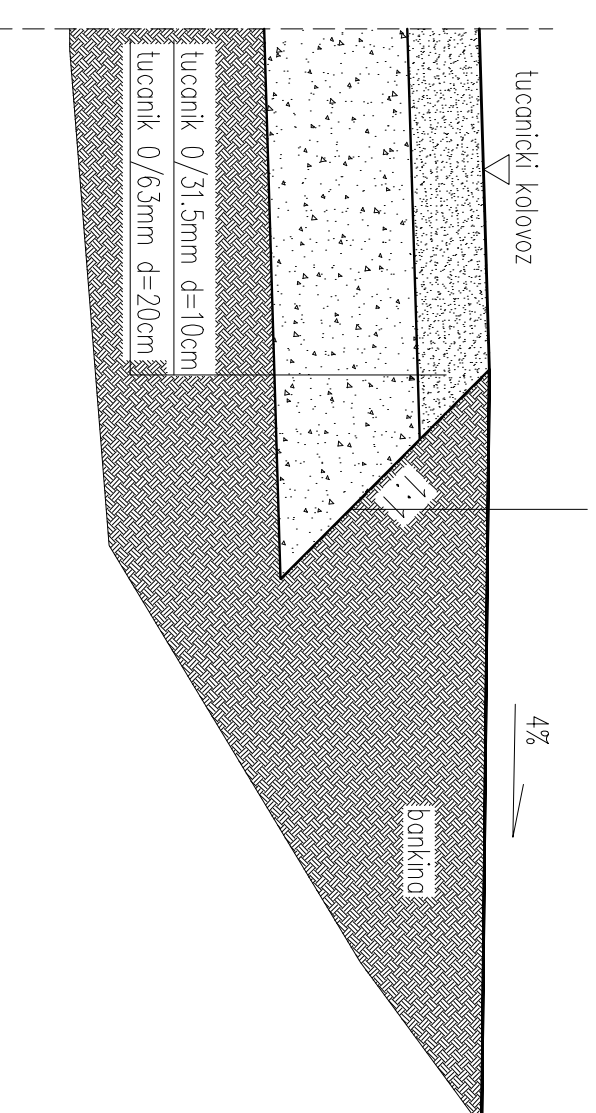 tucanicki kolovoz
4%
1:1
bankina
tucanik 0/31.5mm d=10cm
tucanik 0/63mm d=20cm